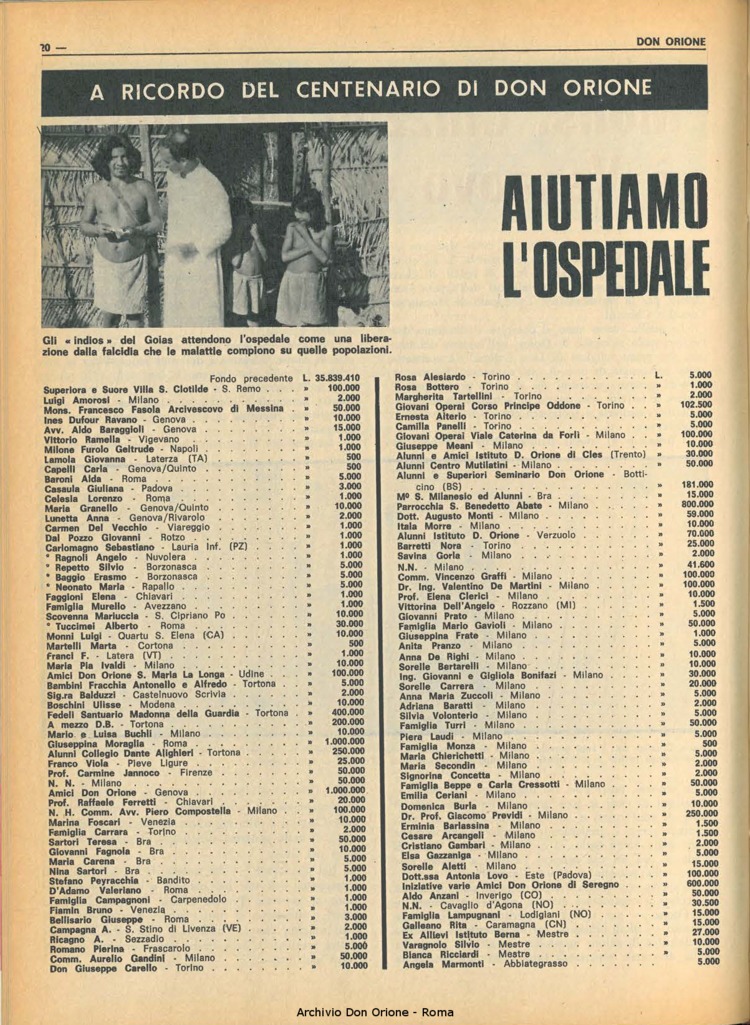 20 —
DON ORIONE
A RICORDO DEL CENTENARIO DI DON ORIONE
AIUTIAMO
L'OSPEDALE
Gli « indios » del Goias attendono l'ospedale come una libera-
zione dalla falcidia che le malattie compiono su quelle popolazioni.
Fondo precedente L. 35.839.410
Superiora e Suore Villa S. Clotilde - S. Remo . . . » 100.000
Luigi Amorosi - Milano . . . » 2.000
Mons. Francesco Fasola Arcivescovo di Messina . » 50.000
Ines Dufour Ravano - Genova . . . » 10.000
Avv. Aldo Baraggioli - Genova . . . » 15.000
Vittorio Ramella - Vigevano . . . » 1.000
Milone Furolo Geltrude - Napoli . . . » 1.000
Lamola Giovanna - Laterza (TA) . . . » 500
Capelli Carla - Genova/Quinto . . . » 500
Baroni Alda - Roma . . . » 5.000
Casaula Giuliana - Padova . . . » 3.000
Celesia Lorenzo - Roma . . . » 1.000
Maria Granello - Genova/Quinto . . . » 10.000
Lunetta Anna - Genova/Rivarolo . . . » 2.000
Carmen Del Vecchio - Viareggio . . . » 1.000
Dal Pozzo Giovanni - Rotzo . . . » 1.000
Carlomagno Sebastiano - Lauria Inf. (PZ) . . . » 1.000
* Ragnoli Angelo - Nuvolera . . . » 1.000
* Repetto Silvio - Borzonasca . . . » 5.000
* Baggio Erasmo - Borzonasca . . . » 5.000
* Neonato Maria - Rapallo . . . » 5.000
Faggioni Elena - Chiavari . . . » 1.000
Famiglia Murello - Avezzano . . . » 1.000
Scovenna Mariuccia - S. Cipriano Po . . . » 10.000
* Tuccimei Alberto - Roma . . . » 30.000
Monni Luigi - Quartu S. Elena (CA) . . . » 10.000
Martelli Marta - Cortona . . . » 500
Franci F. - Latera (VT) . . . » 1.000
Maria Pia Ivaldi - Milano . . . » 10.000
Amici Don Orione S. Maria La Longa - Udine . . . » 100.000
Bambini Fracchia Antonello e Alfredo - Tortona . » 5.000
Sig.ra Balduzzi - Castelnuovo Scrivia . . . » 2.000
Boschini Ulisse - Modena . . . » 10.000
Fedeli Santuario Madonna della Guardia - Tortona . » 400.000
A mezzo D.B. - Tortona . . . » 200.000
Mario e Luisa Buchli - Milano . . . » 10.000
Giuseppina Moraglia - Roma . . . » 1.000.000
Alunni Collegio Dante Alighieri - Tortona . . . » 250.000
Franco Viola - Pieve Ligure . . . » 25.000
Prof. Carmine Jannoco - Firenze . . . » 50.000
N. N. - Milano . . . » 50.000
Amici Don Orione - Genova . . . » 1.000.000
Prof. Raffaele Ferretti - Chiavari . . . » 20.000
N. H. Comm. Avv. Piero Compostella - Milano . » 100.000
Marina Foscari - Venezia . . . » 10.000
Famiglia Carrara - Torino . . . » 2.000
Sartori Teresa - Bra . . . » 50.000
Giovanni Fagnola - Bra . . . » 10.000
Maria Carena - Bra . . . » 5.000
Nina Sartori - Bra . . . » 5.000
Stefano Peyracchia - Bandito . . . » 1.000
D'Adamo Valeriano - Roma . . . » 1.000
Famiglia Campagnoni - Carpenedolo . . . » 1.000
Fiamin Bruno - Venezia . . . » 1.000
Bellisario Giuseppe - Roma . . . » 3.000
Campagna A. - S. Stino di Livenza (VE) . . . » 2.000
Ricagno A. - Sezzadio . . . » 1.000
Romano Pierina - Frascarolo . . . » 5.000
Comm. Aurelio Gandini - Milano . . . » 50.000
Don Giuseppe Carello - Torino . . . » 10.000
Rosa Alesiardo - Torino . . . L. 5.000
Rosa Bottero - Torino . . . » 1.000
Margherita Tartellini - Torino . . . » 2.000
Giovani Operai Corso Principe Oddone - Torino . . » 102.500
Ernesta Alterio - Torino . . . » 5.000
Camilla Panelli - Torino . . . » 5.000
Giovani Operai Viale Caterina da Forlì - Milano . » 100.000
Giuseppe Meani - Milano . . . » 10.000
Alunni e Amici Istituto D. Orione di Cles (Trento) » 30.000
Alunni Centro Mutilatini - Milano . . . » 50.000
Alunni e Superiori Seminario Don Orione - Botti-
cino (BS) . . . » 181.000
Mº S. Milanesio ed Alunni - Bra . . . » 15.000
Parrocchia S. Benedetto Abate - Milano . . . » 800.000
Dott. Augusto Monti - Milano . . . » 59.000
Itala Morre - Milano . . . » 10.000
Alunni Istituto D. Orione - Verzuolo . . . » 70.000
Barretti Nora - Torino . . . » 25.000
Savina Goria - Milano . . . » 2.000
N.N. - Milano . . . » 41.600
Comm. Vincenzo Graffi - Milano . . . » 100.000
Dr. Ing. Valentino De Martini - Milano . . . » 100.000
Prof. Elena Clerici - Milano . . . » 10.000
Vittorina Dell'Angelo - Rozzano (MI) . . . » 1.500
Giovanni Prato - Milano . . . » 5.000
Famiglia Mario Gavioli - Milano . . . » 50.000
Giuseppina Frate - Milano . . . » 1.000
Anita Pranzo - Milano . . . » 5.000
Anna De Righi - Milano . . . » 10.000
Sorelle Bertarelli - Milano . . . » 10.000
Ing. Giovanni e Gigliola Bonifazi - Milano . . . » 30.000
Sorelle Carrera - Milano . . . » 20.000
Anna Maria Zuccoli - Milano . . . » 5.000
Adriana Baratti - Milano . . . » 2.000
Silvia Volonterio - Milano . . . » 5.000
Famiglia Turri - Milano . . . » 50.000
Piera Laudi - Milano . . . » 5.000
Famiglia Monza - Milano . . . » 500
Maria Chierichetti - Milano . . . » 5.000
Maria Secondin - Milano . . . » 2.000
Signorina Concetta - Milano . . . » 2.000
Famiglia Beppe e Carla Cressotti - Milano . . . » 50.000
Emilia Ceriani - Milano . . . » 5.000
Domenica Burla - Milano . . . » 10.000
Dr. Prof. Giacomo Previdi - Milano . . . » 250.000
Erminia Barlassina - Milano . . . » 1.500
Cesare Arcangeli - Milano . . . » 1.500
Cristiano Gambari - Milano . . . » 2.000
Elsa Gazzaniga - Milano . . . » 5.000
Sorelle Aletti - Milano . . . » 15.000
Dott.ssa Antonia Lovo - Este (Padova) . . . » 100.000
Iniziative varie Amici Don Orione di Seregno . . . » 600.000
Aldo Anzani - Inverigo (CO) . . . » 50.000
N.N. - Cavaglio d'Agona (NO) . . . » 30.500
Famiglia Lampugnani - Lodigiani (NO) . . . » 15.000
Galleano Rita - Caramagna (CN) . . . » 15.000
Ex Allievi Istituto Berna - Mestre . . . » 27.000
Varagnolo Silvio - Mestre . . . » 10.000
Bianca Ricciardi - Mestre . . . » 5.000
Angela Marmonti - Abbiategrasso . . . » 5.000
Archivio Don Orione - Roma